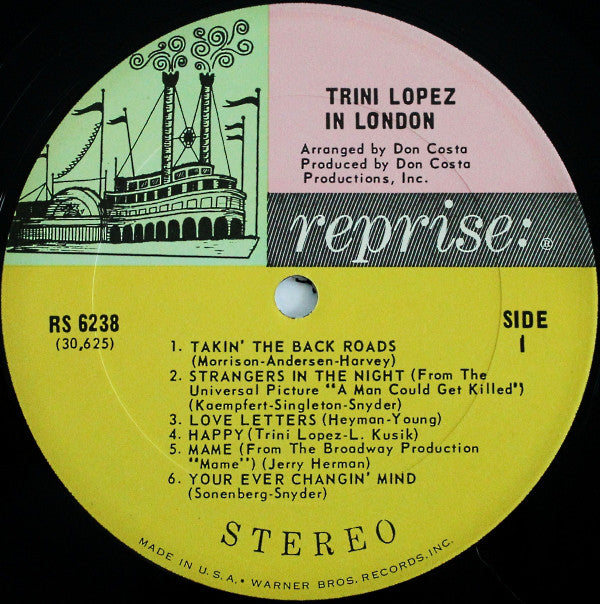 TRINI LOPEZ
IN LONDON
Arranged by Don Costa
Produced by Don Costa
Productions, Inc.
reprise:®
RS 6238
(30,625)
SIDE
1
1. TAKIN' THE BACK ROADS
(Morrison-Andersen-Harvey)
2. STRANGERS IN THE NIGHT (From The
Universal Picture "A Man Could Get Killed")
(Kaempfert-Singleton-Snyder)
3. LOVE LETTERS (Heyman-Young)
4. HAPPY (Trini Lopez-L. Kusik)
5. MAME (From The Broadway Production
"Mame") (Jerry Herman)
6. YOUR EVER CHANGIN' MIND
(Sonenberg-Snyder)
STEREO
MADE IN U.S.A. • WARNER BROS. RECORDS, INC.